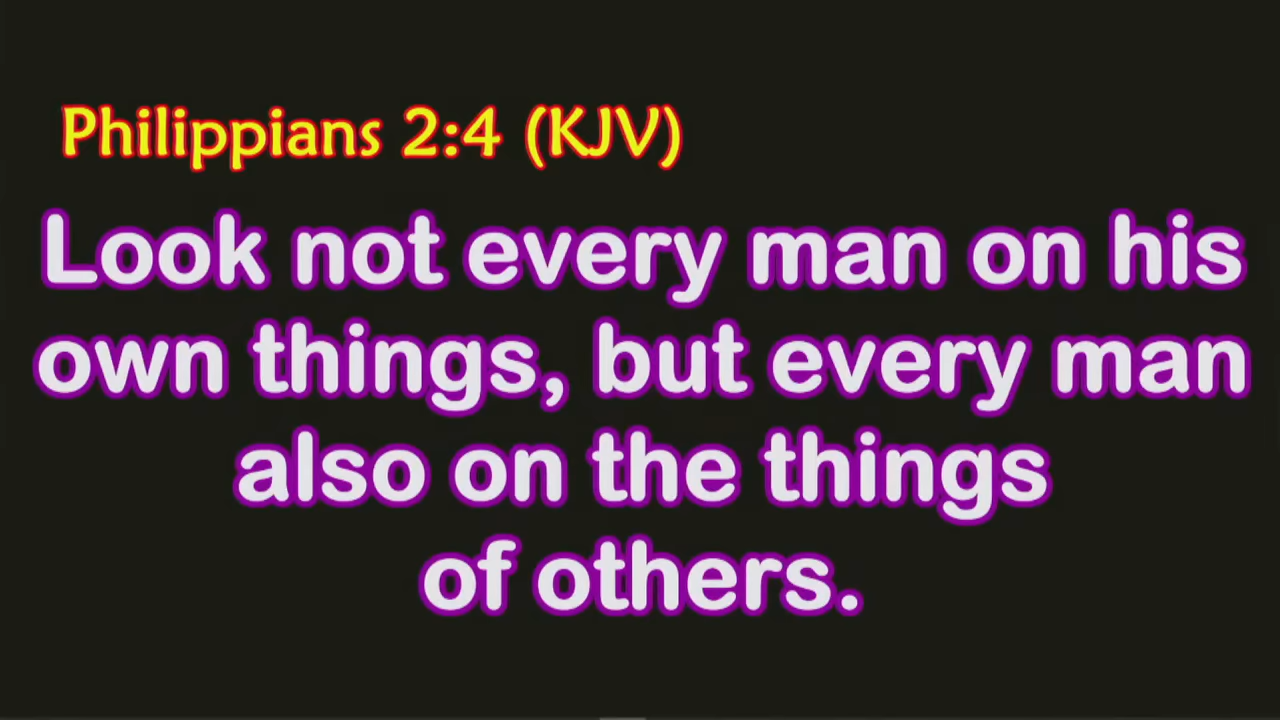 Philippians 2:4 (KJV)
Look not every man on his
own things, but every man
also on the things
of others.